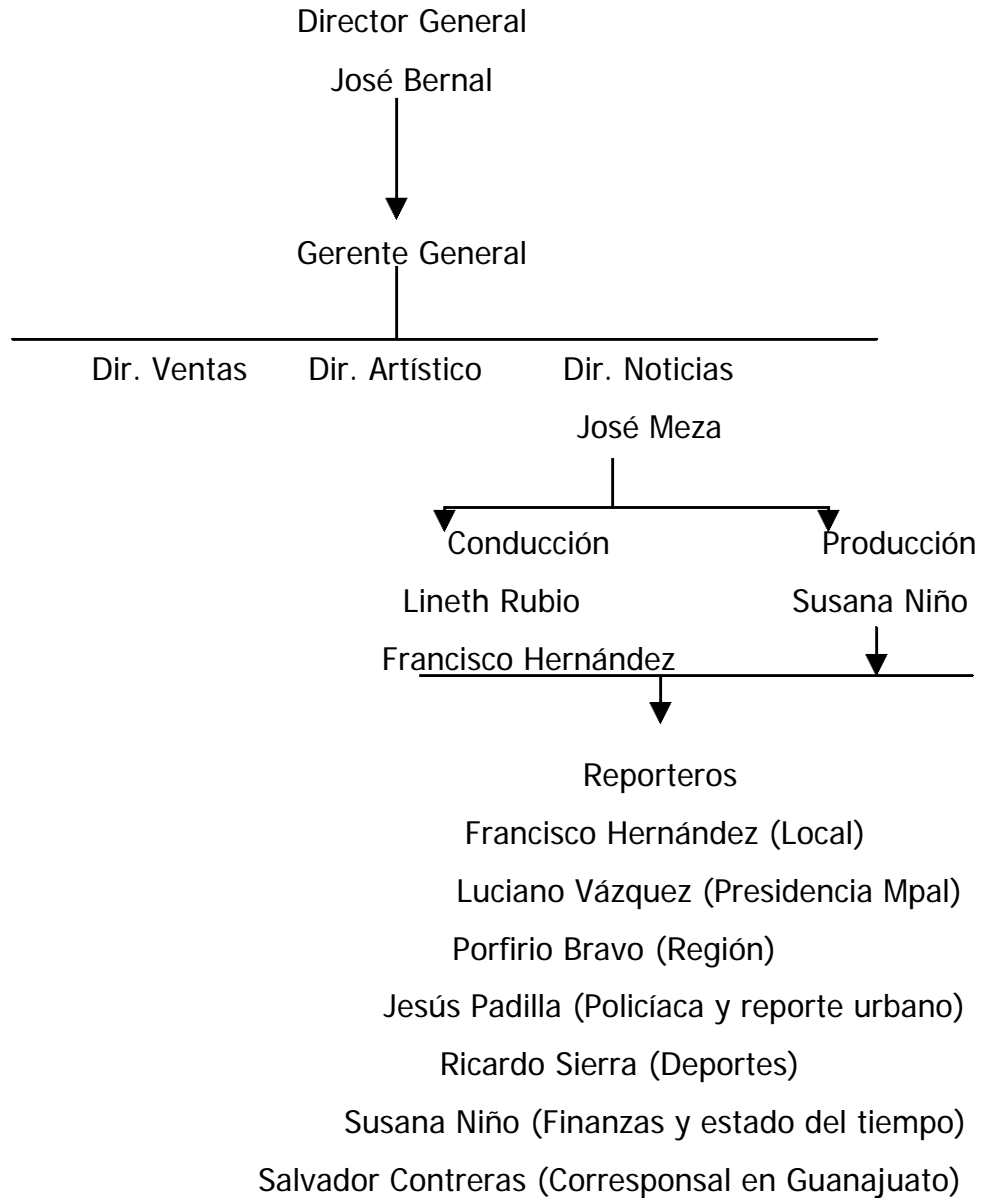 Director General
José Bernal
Gerente General
Dir. Ventas Dir. Artístico Dir. Noticias
José Meza
Conducción Producción
Lineth Rubio Susana Niño
Francisco Hernández
Reporteros
Francisco Hernández (Local)
Luciano Vázquez (Presidencia Mpal)
Porfirio Bravo (Región)
Jesús Padilla (Policíaca y reporte urbano)
Ricardo Sierra (Deportes)
Susana Niño (Finanzas y estado del tiempo)
Salvador Contreras (Corresponsal en Guanajuato)